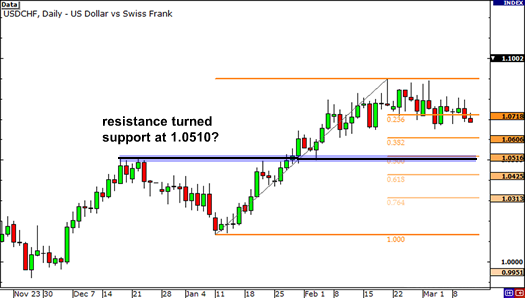 Data
INDEX
USDCHF, Daily - US Dollar vs Swiss Frank
1.1002
resistance turned
support at 1.0510?
0.236
1.0718
0.382
1.0606
1.0516
0.618
1.0425
0.764
1.0313
1.000
1.0000
0.9951
Nov 23 30 Dec 7 14 21 28 Jan 4 11 18 25 Feb 1 8 15 22 Mar 1 8